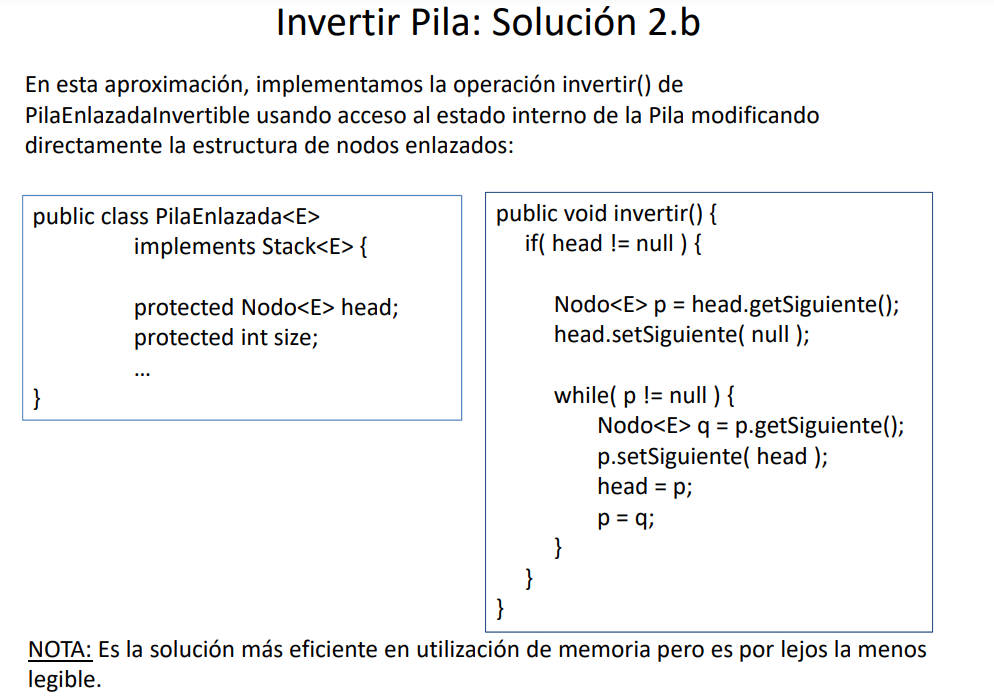 Invertir Pila: Solución 2.b
En esta aproximación, implementamos la operación invertir() de
PilaEnlazadaInvertible usando acceso al estado interno de la Pila modificando
directamente la estructura de nodos enlazados:
public class PilaEnlazada<E>
implements Stack<E> {
protected Nodo<E> head;
protected int size;
...
}
public void invertir() {
if( head != null ) {
Nodo<E> p = head.getSiguiente();
head.setSiguiente( null );
while( p != null ) {
Nodo<E> q = p.getSiguiente();
p.setSiguiente( head );
head = p;
p = q;
}
}
}
NOTA: Es la solución más eficiente en utilización de memoria pero es por lejos la menos
legible.